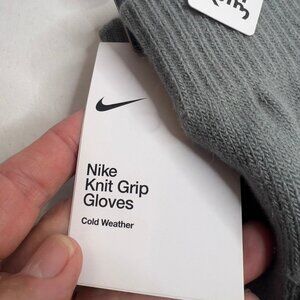 Nike
Knit Grip
Gloves
Cold Weather